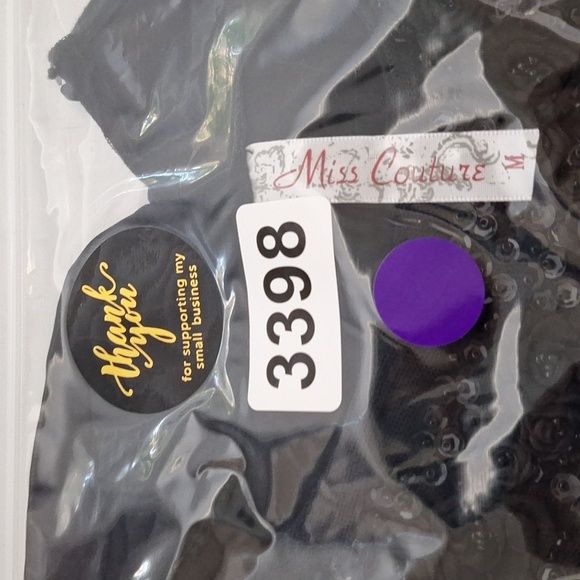 Miss Couture M
3398
thank
you
for supporting my
small business